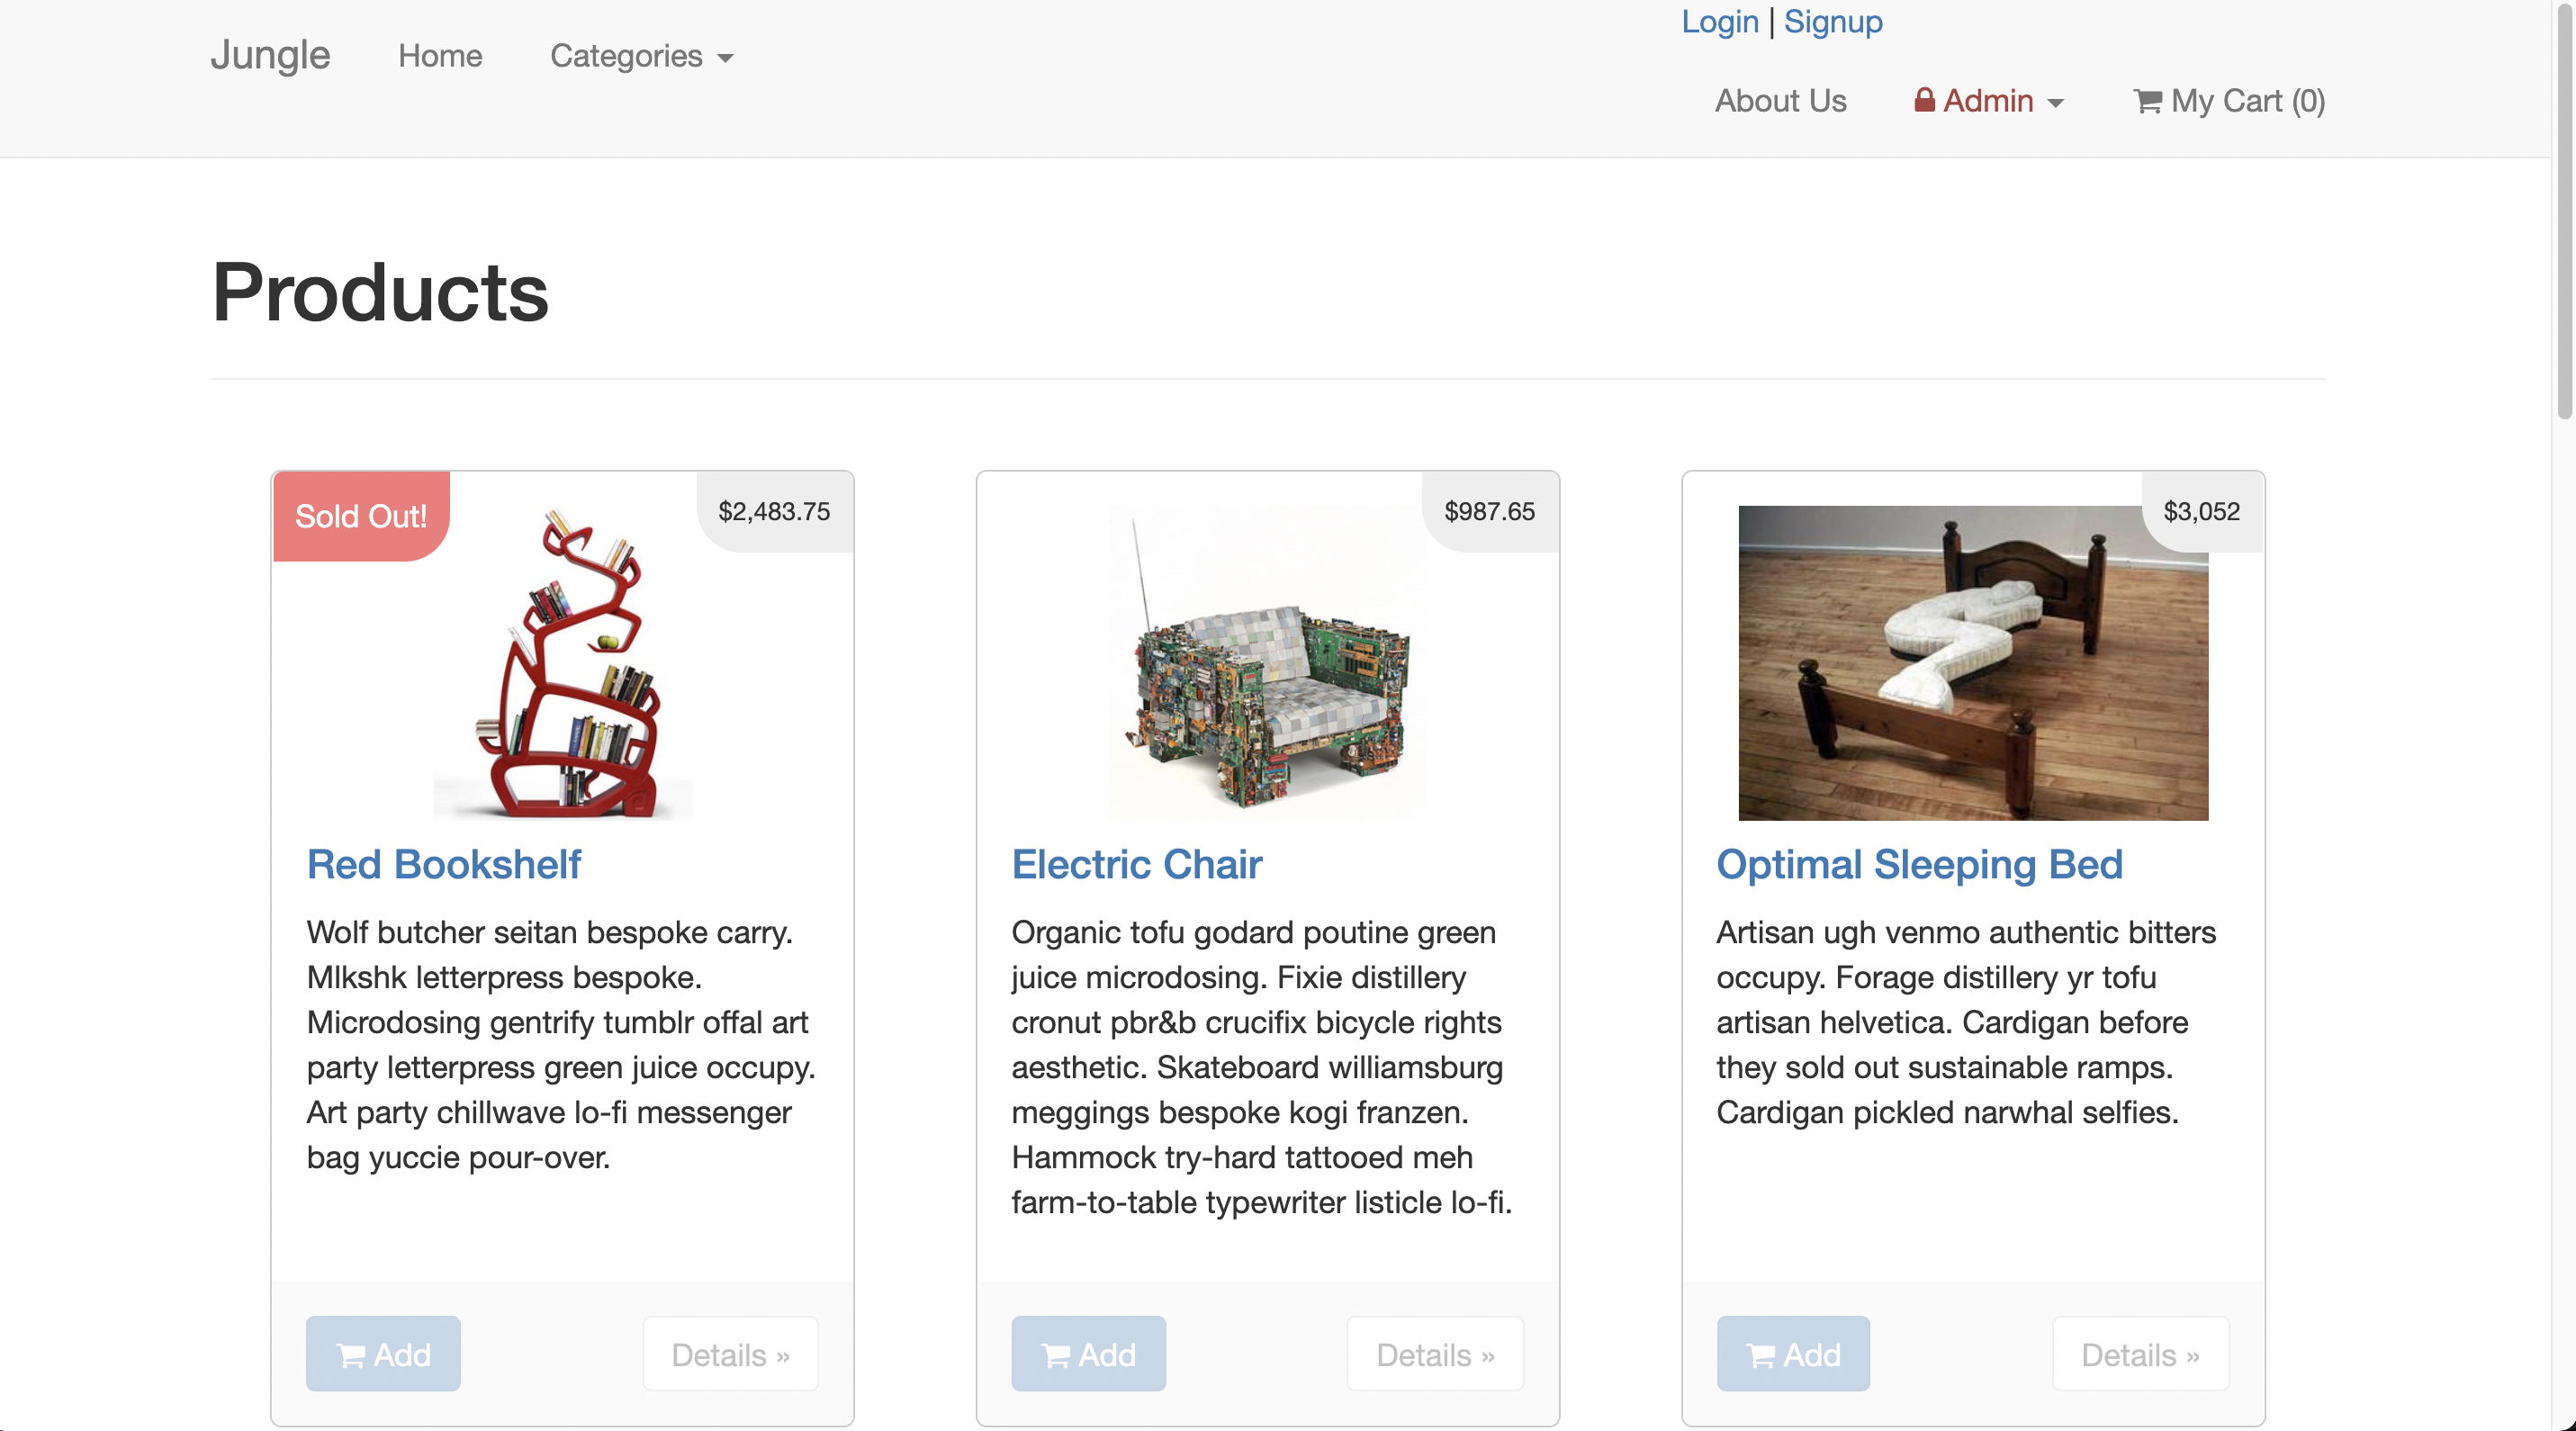 Login | Signup
Jungle Home Categories
About Us Admin My Cart (0)
Products
Sold Out! $2,483.75
Red Bookshelf
Wolf butcher seitan bespoke carry.
Mlkshk letterpress bespoke.
Microdosing gentrify tumblr offal art
party letterpress green juice occupy.
Art party chillwave lo-fi messenger
bag yuccie pour-over.
Add Details »
$987.65
Electric Chair
Organic tofu godard poutine green
juice microdosing. Fixie distillery
cronut pbr&b crucifix bicycle rights
aesthetic. Skateboard williamsburg
meggings bespoke kogi franzen.
Hammock try-hard tattooed meh
farm-to-table typewriter listicle lo-fi.
Add Details »
$3,052
Optimal Sleeping Bed
Artisan ugh venmo authentic bitters
occupy. Forage distillery yr tofu
artisan helvetica. Cardigan before
they sold out sustainable ramps.
Cardigan pickled narwhal selfies.
Add Details »